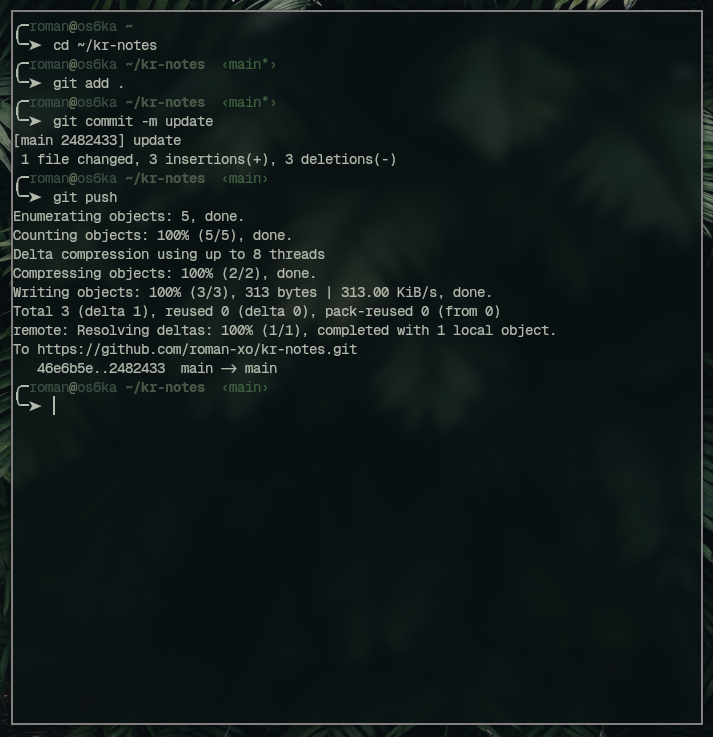 roman@os6ka ~
➤ cd ~/kr-notes
roman@os6ka ~/kr-notes ‹main*›
➤ git add .
roman@os6ka ~/kr-notes ‹main*›
➤ git commit -m update
[main 2482433] update
1 file changed, 3 insertions(+), 3 deletions(-)
roman@os6ka ~/kr-notes ‹main›
➤ git push
Enumerating objects: 5, done.
Counting objects: 100% (5/5), done.
Delta compression using up to 8 threads
Compressing objects: 100% (2/2), done.
Writing objects: 100% (3/3), 313 bytes | 313.00 KiB/s, done.
Total 3 (delta 1), reused 0 (delta 0), pack-reused 0 (from 0)
remote: Resolving deltas: 100% (1/1), completed with 1 local object.
To https://github.com/roman-xo/kr-notes.git
46e6b5e..2482433 main -> main
roman@os6ka ~/kr-notes ‹main›
➤